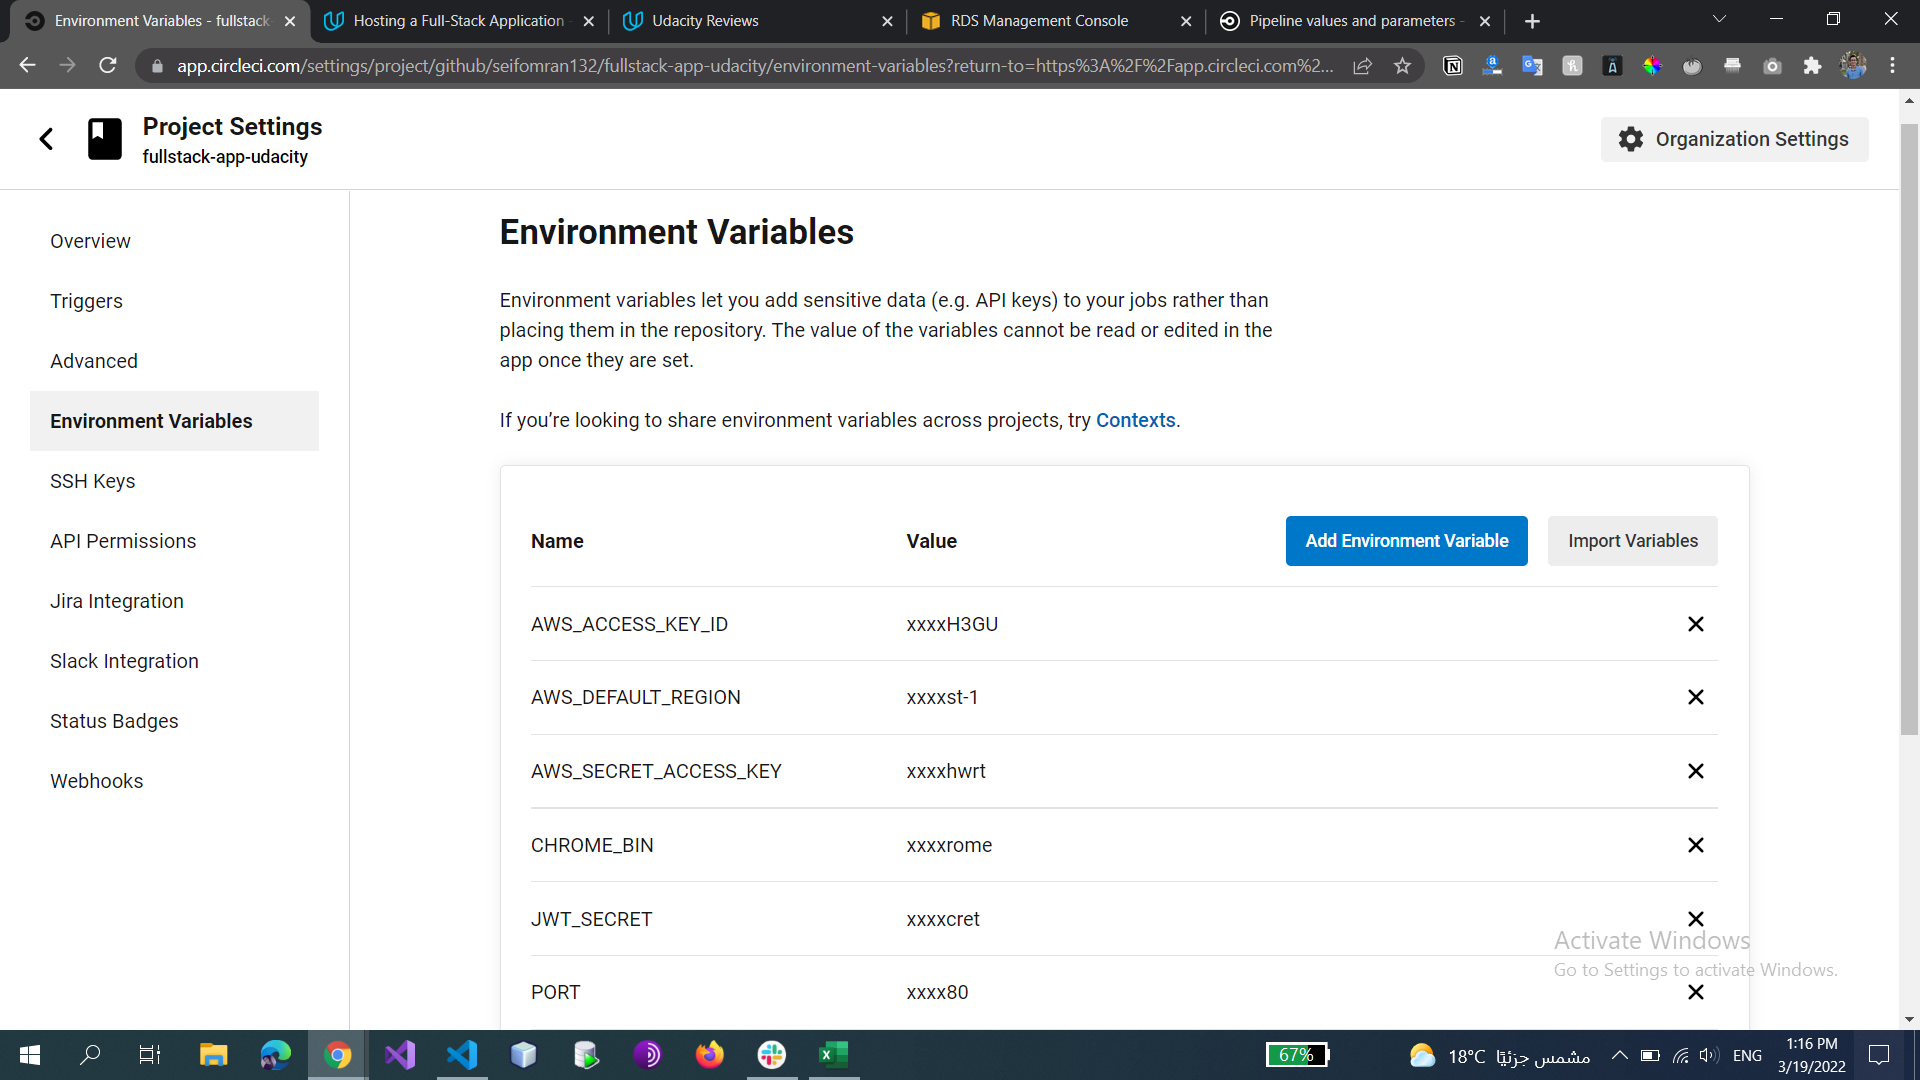 Environment Variables - fullstack
Hosting a Full-Stack Application
Udacity Reviews
RDS Management Console
Pipeline values and parameters -
app.circleci.com/settings/project/github/seifomran132/fullstack-app-udacity/environment-variables?return-to=https%3A%2F%2Fapp.circleci.com%2...
Project Settings
fullstack-app-udacity
Organization Settings
Overview
Triggers
Advanced
Environment Variables
SSH Keys
API Permissions
Jira Integration
Slack Integration
Status Badges
Webhooks
Environment Variables
Environment variables let you add sensitive data (e.g. API keys) to your jobs rather than
placing them in the repository. The value of the variables cannot be read or edited in the
app once they are set.
If you’re looking to share environment variables across projects, try Contexts.
Name Value Add Environment Variable Import Variables
AWS_ACCESS_KEY_ID xxxxH3GU
AWS_DEFAULT_REGION xxxxst-1
AWS_SECRET_ACCESS_KEY xxxxhwrt
CHROME_BIN xxxxrome
JWT_SECRET xxxxcret
PORT xxxx80
Activate Windows
Go to Settings to activate Windows.
67%
18°C مشمس جزئيًا
ENG
1:16 PM
3/19/2022